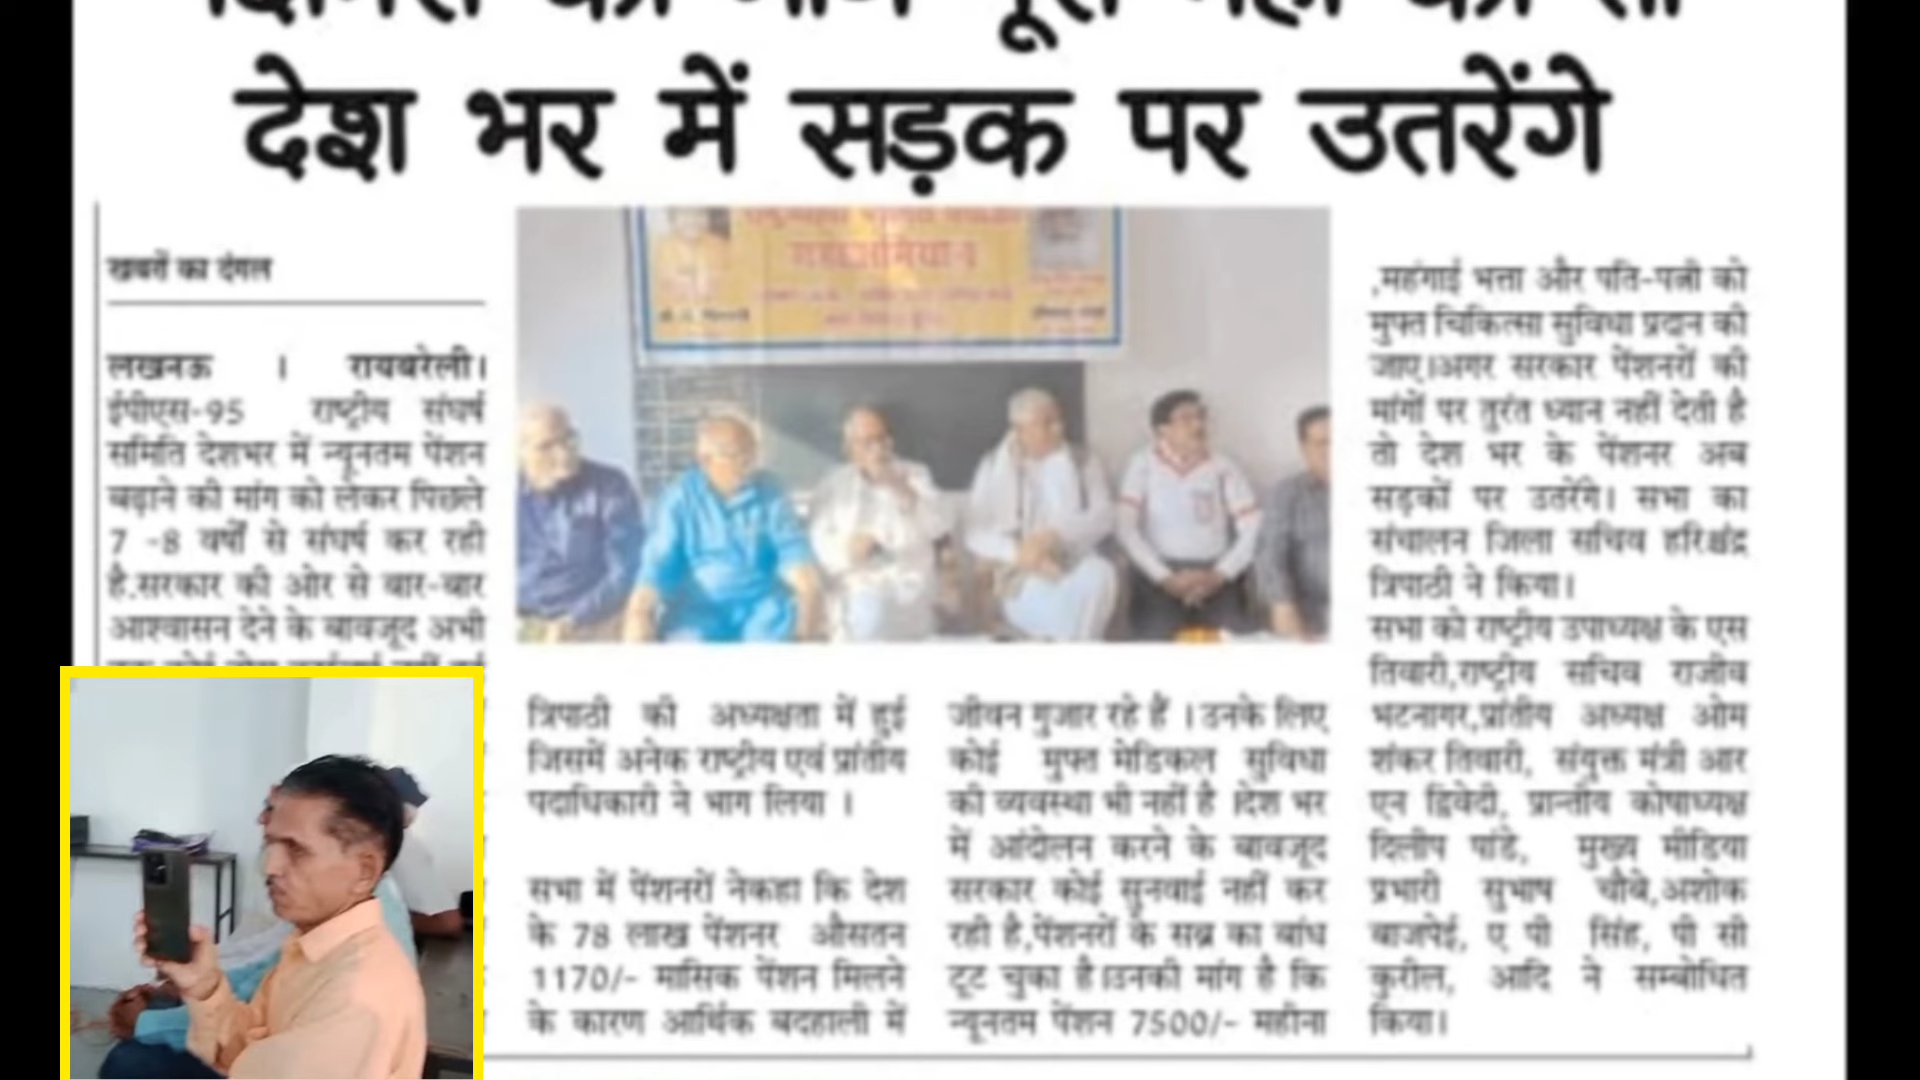 देश भर में सड़क पर उतरेंगे
खबरों का दंगल
लखनऊ । रायबरेली।
ईपीएस-95 राष्ट्रीय संघर्ष
समिति देशभर में न्यूनतम पेंशन
बढ़ाने की मांग को लेकर पिछले
7 -8 वर्षों से संघर्ष कर रही
है.सरकार की ओर से बार-बार
आश्वासन देने के बावजूद अभी
त्रिपाठी की अध्यक्षता में हुई
जिसमें अनेक राष्ट्रीय एवं प्रांतीय
पदाधिकारी ने भाग लिया ।
सभा में पेंशनरों नेकहा कि देश
के 78 लाख पेंशनर औसतन
1170/- मासिक पेंशन मिलने
के कारण आर्थिक बदहाली में
जीवन गुजार रहे हैं ।उनके लिए
कोई मुफ्त मेडिकल सुविधा
की व्यवस्था भी नहीं है ।देश भर
में आंदोलन करने के बावजूद
सरकार कोई सुनवाई नहीं कर
रही है,पेंशनरों के सब्र का बांध
टूट चुका है।उनकी मांग है कि
न्यूनतम पेंशन 7500/- महीना
,महंगाई भत्ता और पति-पत्नी को
मुफ्त चिकित्सा सुविधा प्रदान की
जाए।अगर सरकार पेंशनरों की
मांगों पर तुरंत ध्यान नहीं देती है
तो देश भर के पेंशनर अब
सड़कों पर उतरेंगे। सभा का
संचालन जिला सचिव हरिश्चंद्र
त्रिपाठी ने किया।
सभा को राष्ट्रीय उपाध्यक्ष के एस
तिवारी,राष्ट्रीय सचिव राजीव
भटनागर,प्रांतीय अध्यक्ष ओम
शंकर तिवारी, संयुक्त मंत्री आर
एन द्विवेदी, प्रान्तीय कोषाध्यक्ष
दिलीप पांडे, मुख्य मीडिया
प्रभारी सुभाष चौबे,अशोक
बाजपेई, ए पी सिंह, पी सी
कुरील, आदि ने सम्बोधित
किया।